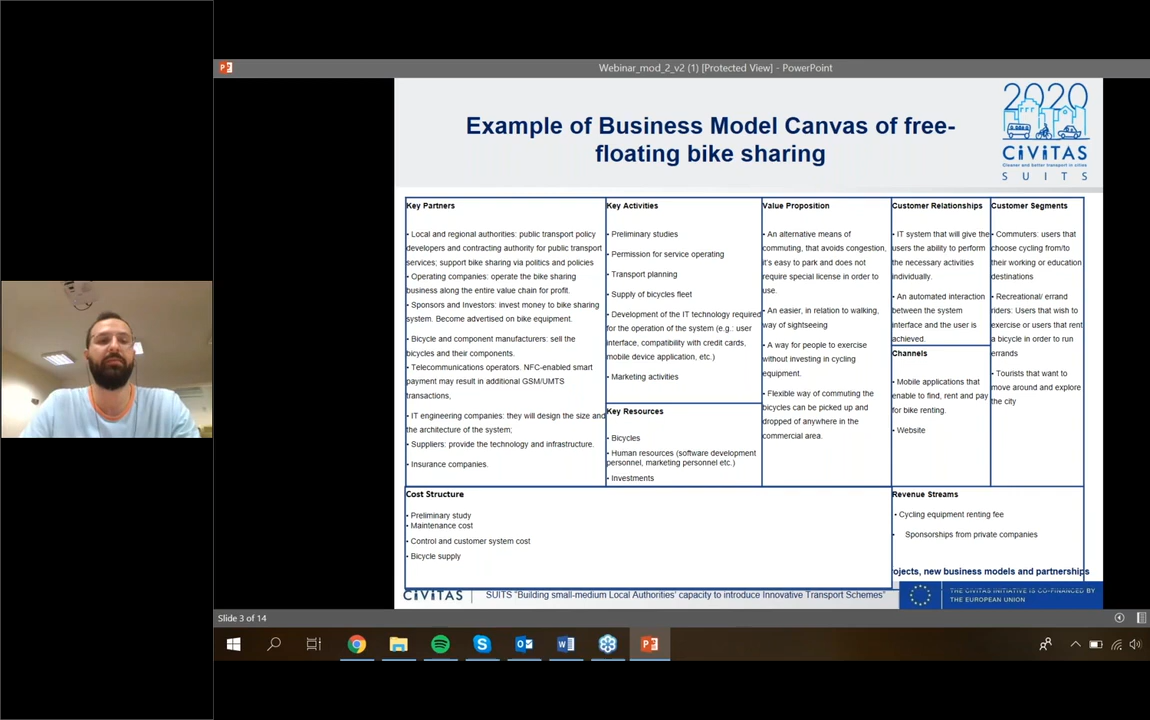 Webinar_mod_2_v2 (1) [Protected View] - PowerPoint
Example of Business Model Canvas of free-
floating bike sharing
2020
CiViTAS
Cleaner and better transport in cities
S U I T S
Key Partners
• Local and regional authorities: public transport policy
developers and contracting authority for public transport
services; support bike sharing via politics and policies
• Operating companies: operate the bike sharing
business along the entire value chain for profit.
• Sponsors and Investors: invest money to bike sharing
system. Become advertised on bike equipment.
• Bicycle and component manufacturers: sell the
bicycles and their components.
• Telecommunications operators. NFC-enabled smart
payment may result in additional GSM/UMTS
transactions,
• IT engineering companies: they will design the size and
the architecture of the system;
• Suppliers: provide the technology and infrastructure.
• Insurance companies.
Key Activities
• Preliminary studies
• Permission for service operating
• Transport planning
• Supply of bicycles fleet
• Development of the IT technology required
for the operation of the system (e.g.: user
interface, compatibility with credit cards,
mobile device application, etc.)
• Marketing activities
Key Resources
• Bicycles
• Human resources (software development
personnel, marketing personnel etc.)
• Investments
Value Proposition
• An alternative means of
commuting, that avoids congestion,
it's easy to park and does not
require special license in order to
use.
• An easier, in relation to walking,
way of sightseeing
• A way for people to exercise
without investing in cycling
equipment.
• Flexible way of commuting the
bicycles can be picked up and
dropped of anywhere in the
commercial area.
Customer Relationships
• IT system that will give the
users the ability to perform
the necessary activities
individually.
• An automated interaction
between the system
interface and the user is
achieved.
Channels
• Mobile applications that
enable to find, rent and pay
for bike renting.
• Website
Customer Segments
• Commuters: users that
choose cycling from/to
their working or education
destinations
• Recreational/ errand
riders: Users that wish to
exercise or users that rent
a bicycle in order to run
errands
• Tourists that want to
move around and explore
the city
Cost Structure
• Preliminary study
• Maintenance cost
• Control and customer system cost
• Bicycle supply
Revenue Streams
• Cycling equipment renting fee
• Sponsorships from private companies
ojects, new business models and partnerships
CiViTAS
SUITS "Building small-medium Local Authorities' capacity to introduce Innovative Transport Schemes"
THE CIVITAS INITIATIVE IS CO-FINANCED BY
THE EUROPEAN UNION
Slide 3 of 14